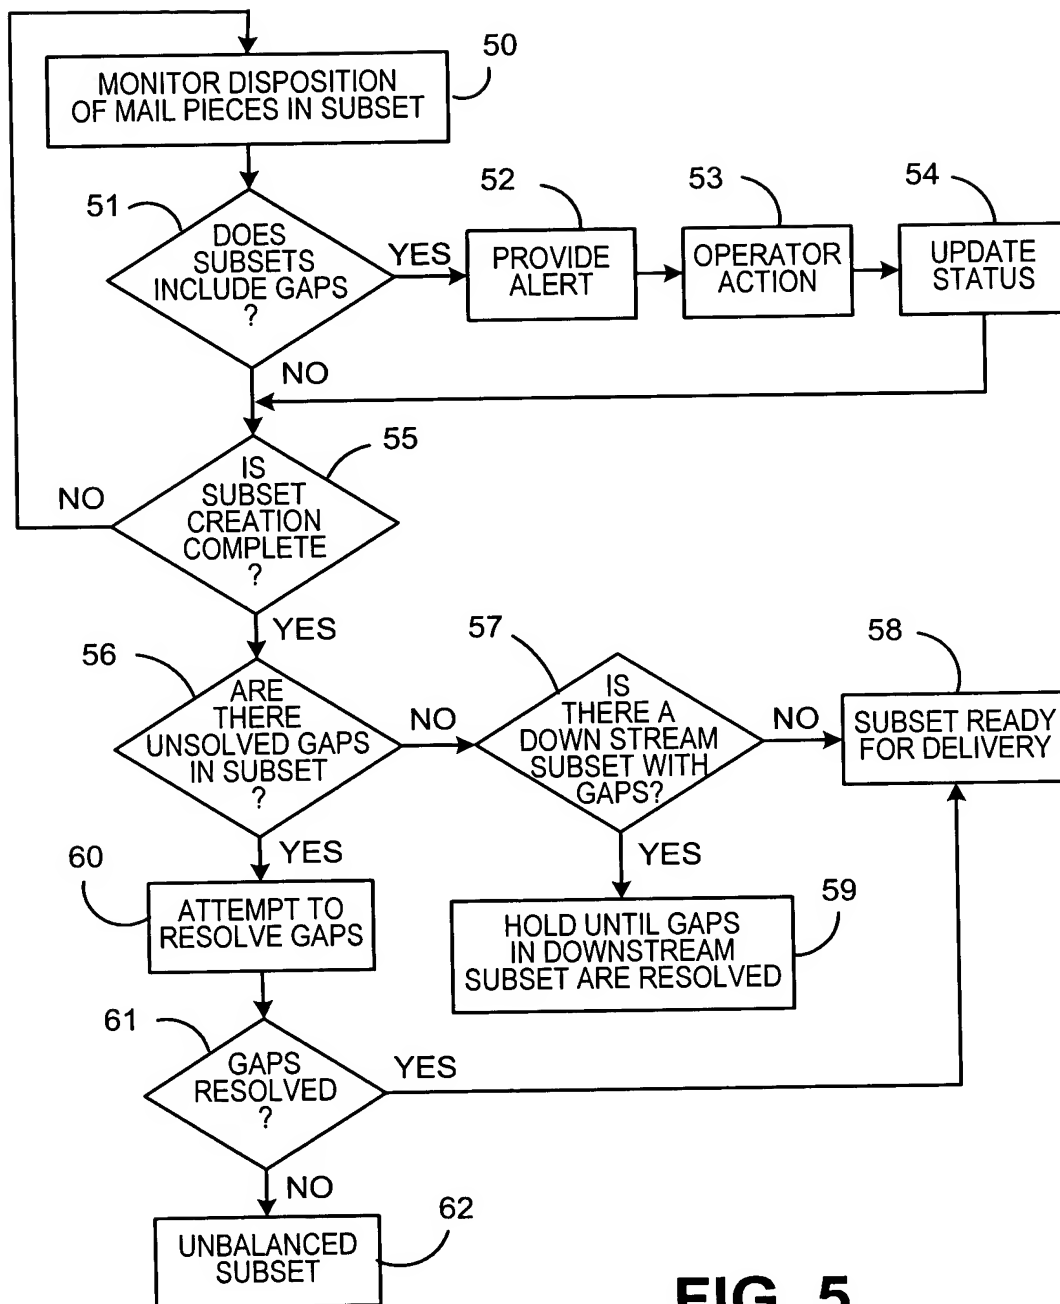 MONITOR DISPOSITION
OF MAIL PIECES IN SUBSET
50
51
DOES
SUBSETS
INCLUDE GAPS
?
YES
52
PROVIDE
ALERT
53
OPERATOR
ACTION
54
UPDATE
STATUS
NO
55
IS
SUBSET
CREATION
COMPLETE
?
NO
YES
56
ARE
THERE
UNSOLVED GAPS
IN SUBSET
?
NO
57
IS
THERE A
DOWN STREAM
SUBSET WITH
GAPS?
NO
58
SUBSET READY
FOR DELIVERY
YES
YES
60
ATTEMPT TO
RESOLVE GAPS
59
HOLD UNTIL GAPS
IN DOWNSTREAM
SUBSET ARE RESOLVED
61
GAPS
RESOLVED
?
YES
NO
62
UNBALANCED
SUBSET
FIG. 5